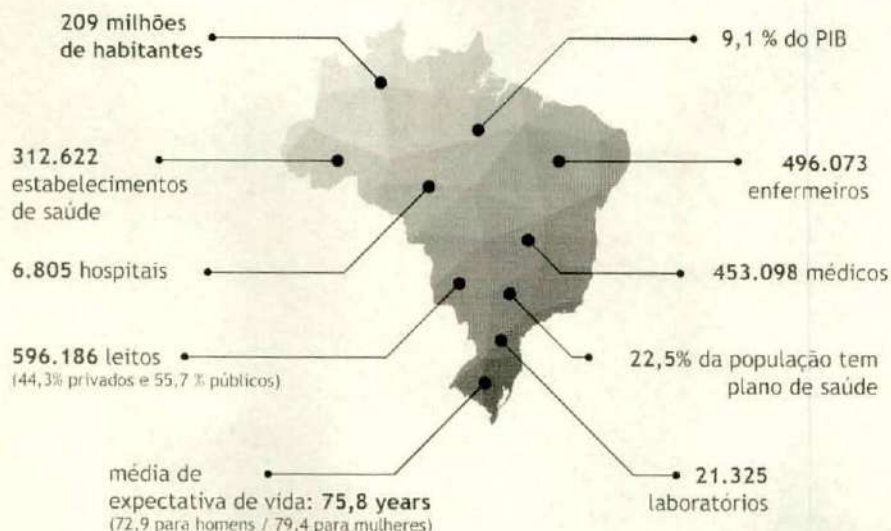 209 milhões
de habitantes
9,1 % do PIB
312.622
estabelecimentos
de saúde
496.073
enfermeiros
6.805 hospitais
453.098 médicos
596.186 leitos
(44,3% privados e 55,7 % públicos)
22,5% da população tem
plano de saúde
média de
expectativa de vida: 75,8 years
(72,9 para homens / 79,4 para mulheres)
21.325
laboratórios